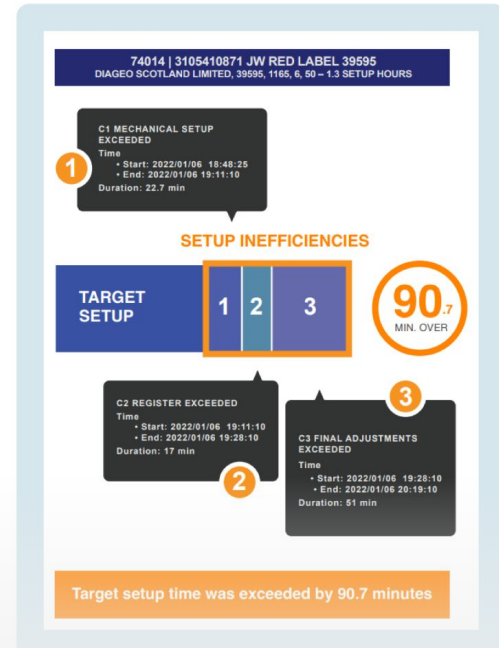 74014 | 3105410871 JW RED LABEL 39595
DIAGEO SCOTLAND LIMITED, 39595, 1165, 6, 50 – 1.3 SETUP HOURS
C1 MECHANICAL SETUP
EXCEEDED
Time
• Start: 2022/01/06 18:48:25
• End: 2022/01/06 19:11:10
Duration: 22.7 min
1
SETUP INEFFICIENCIES
TARGET
SETUP
1 2 3
90.7
MIN. OVER
C2 REGISTER EXCEEDED
Time
• Start: 2022/01/06 19:11:10
• End: 2022/01/06 19:28:10
Duration: 17 min
2
3
C3 FINAL ADJUSTMENTS
EXCEEDED
Time
• Start: 2022/01/06 19:28:10
• End: 2022/01/06 20:19:10
Duration: 51 min
Target setup time was exceeded by 90.7 minutes